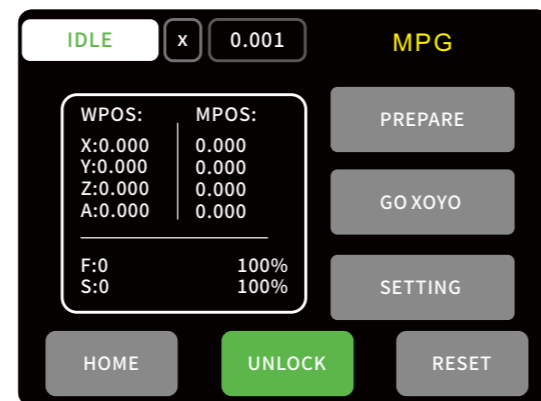 IDLE x 0.001 MPG
WPOS: MPOS:
X:0.000 0.000
Y:0.000 0.000
Z:0.000 0.000
A:0.000 0.000
F:0 100%
S:0 100%
PREPARE
GO XOYO
SETTING
HOME UNLOCK RESET